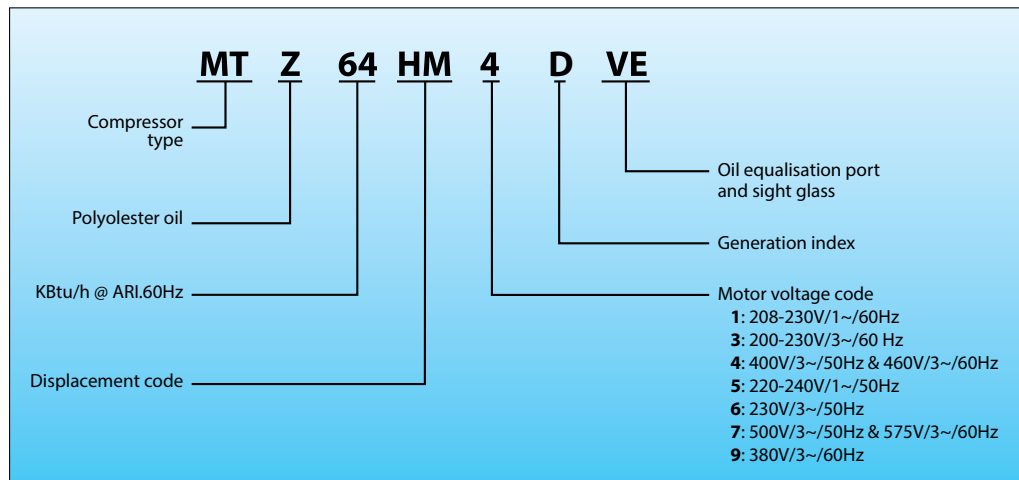 MT Z 64 HM 4 D VE
Compressor
type
Polyolester oil
KBtu/h @ ARI.60Hz
Displacement code
Oil equalisation port
and sight glass
Generation index
Motor voltage code
1: 208-230V/1~/60Hz
3: 200-230V/3~/60 Hz
4: 400V/3~/50Hz & 460V/3~/60Hz
5: 220-240V/1~/50Hz
6: 230V/3~/50Hz
7: 500V/3~/50Hz & 575V/3~/60Hz
9: 380V/3~/60Hz